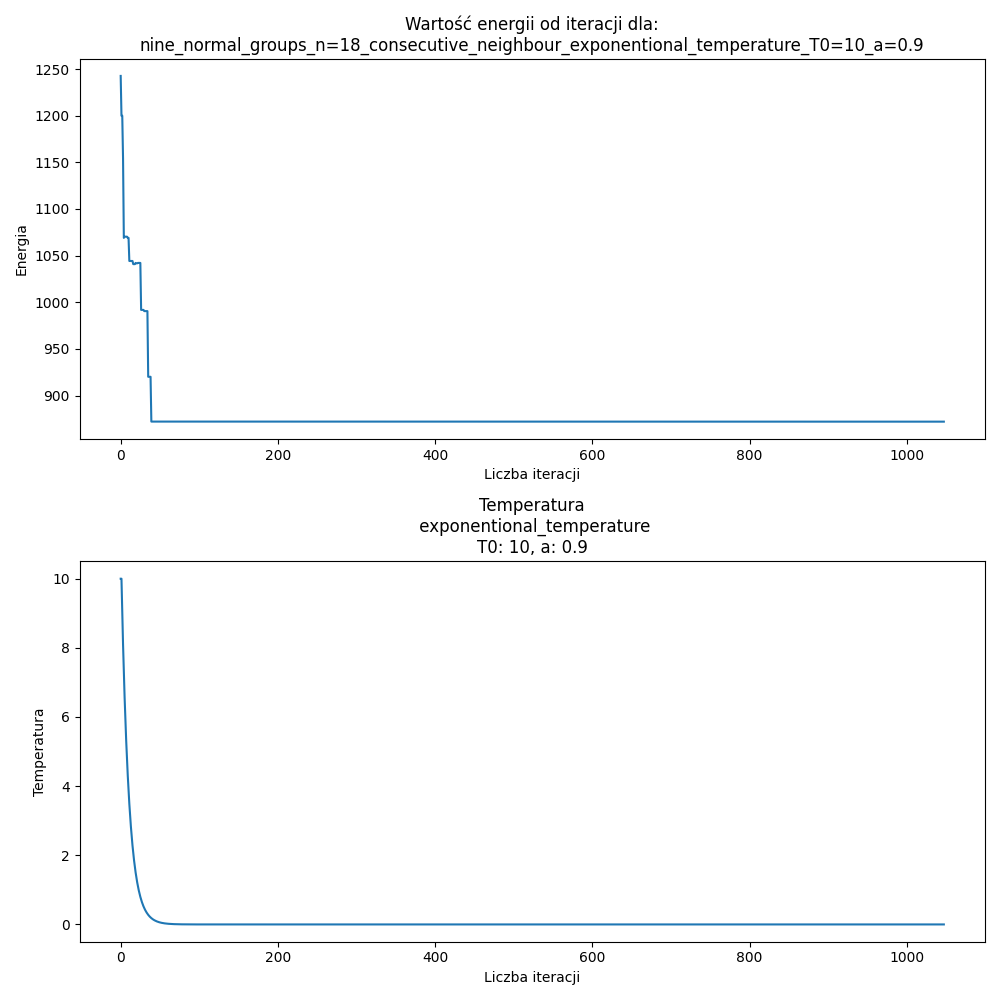 Wartość energii od iteracji dla:
nine_normal_groups_n=18_consecutive_neighbour_exponentional_temperature_T0=10_a=0.9
1250
1200
1150
1100
1050
1000
950
900
Energia
0 200 400 600 800 1000
Liczba iteracji
Temperatura
exponentional_temperature
T0: 10, a: 0.9
10
8
6
4
2
0
Temperatura
0 200 400 600 800 1000
Liczba iteracji